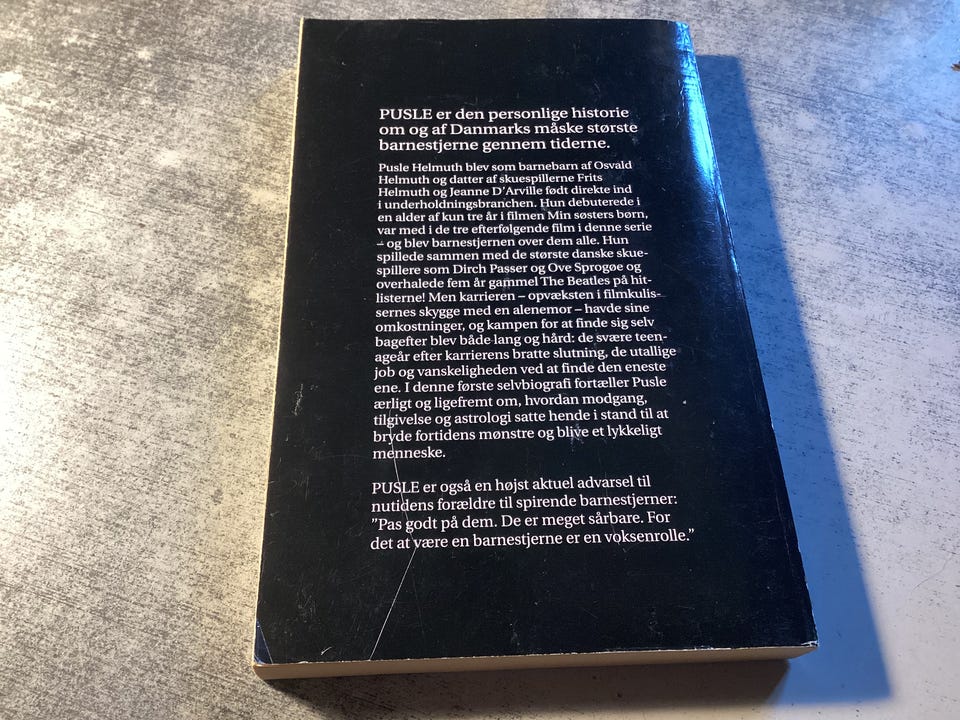 PUSLE er den personlige historie
om og af Danmarks måske største
barnestjerne gennem tiderne.
Pusle Helmuth blev som barnebarn af Osvald
Helmuth og datter af skuespillerne Frits
Helmuth og Jeanne D’Arville født direkte ind
i underholdningsbranchen. Hun debuterede i
en alder af kun tre år i filmen Min søsters børn,
var med i de tre efterfølgende film i denne serie
– og blev barnestjernen over dem alle. Hun
spillede sammen med de største danske skue-
spillere som Dirch Passer og Ove Sprogøe og
overhalede fem år gammel The Beatles på hit-
listerne! Men karrieren – opvæksten i filmkulis-
sernes skygge med en alenemor – havde sine
omkostninger, og kampen for at finde sig selv
bagefter blev både lang og hård: de svære teen-
ageår efter karrierens bratte slutning, de utallige
job og vanskeligheden ved at finde den eneste
ene. I denne første selvbiografi fortæller Pusle
ærligt og ligefremt om, hvordan modgang,
tilgivelse og astrologi satte hende i stand til at
bryde fortidens mønstre og blive et lykkeligt
menneske.
PUSLE er også en højst aktuel advarsel til
nutidens forældre til spirende barnestjerner:
”Pas godt på dem. De er meget sårbare. For
det at være en barnestjerne er en voksenrolle.”